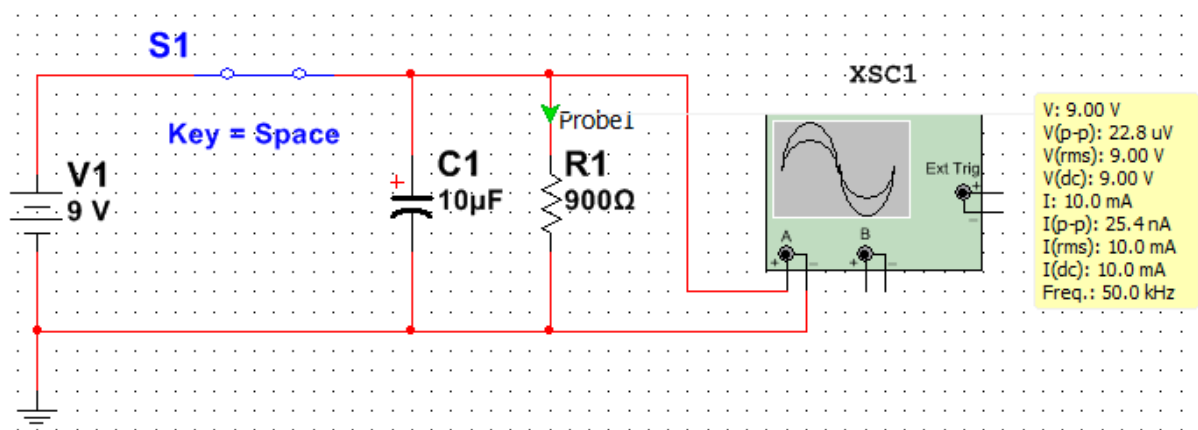 S1
Key = Space
V1
9 V
C1
10µF
Probe1
R1
900Ω
XSC1
Ext Trig
+
−
A
B
+
−
+
−
+
V: 9.00 V
V(p-p): 22.8 uV
V(rms): 9.00 V
V(dc): 9.00 V
I: 10.0 mA
I(p-p): 25.4 nA
I(rms): 10.0 mA
I(dc): 10.0 mA
Freq.: 50.0 kHz